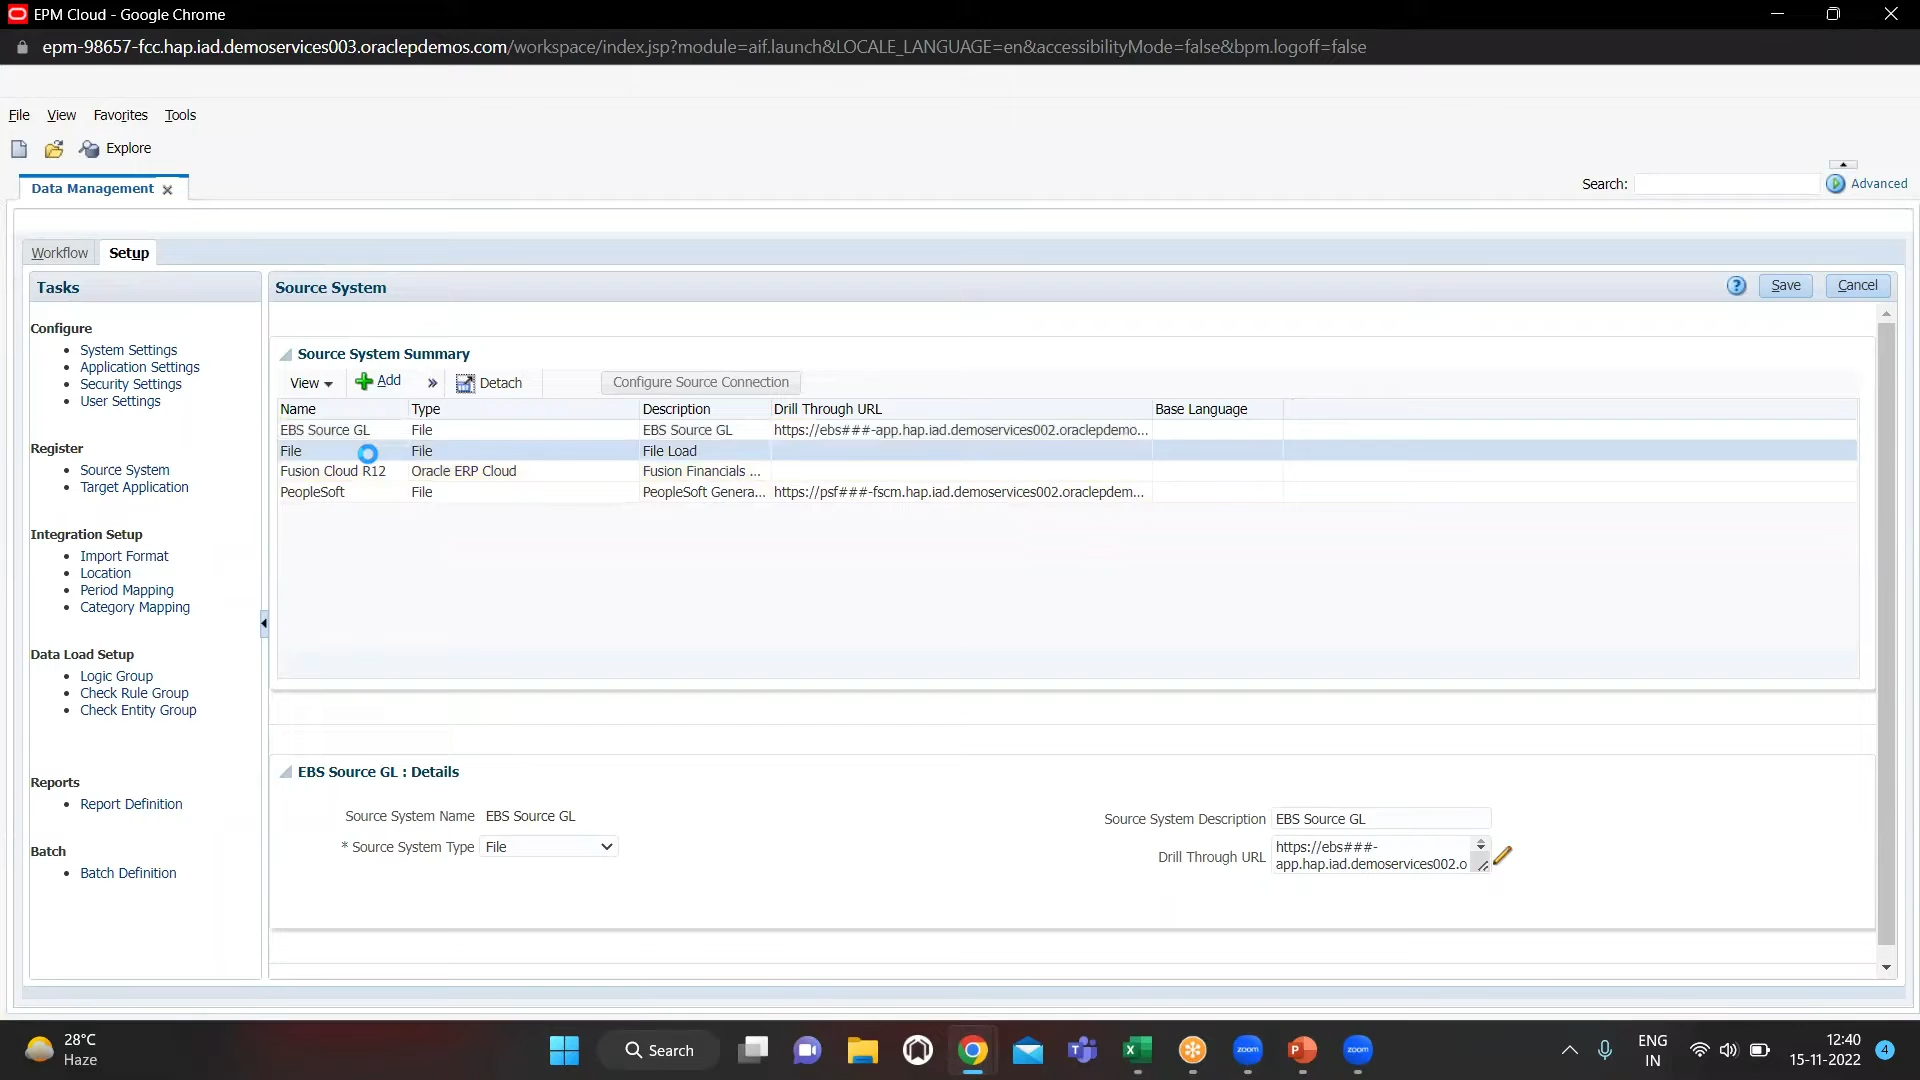 EPM Cloud - Google Chrome
epm-98657-fcc.hap.iad.demoservices003.oraclepdemos.com/workspace/index.jsp?module=aif.launch&LOCALE_LANGUAGE=en&accessibilityMode=false&bpm.logoff=false
File View Favorites Tools
Explore
Data Management
Search: Advanced
Workflow Setup
Tasks
Configure
System Settings
Application Settings
Security Settings
User Settings
Register
Source System
Target Application
Integration Setup
Import Format
Location
Period Mapping
Category Mapping
Data Load Setup
Logic Group
Check Rule Group
Check Entity Group
Reports
Report Definition
Batch
Batch Definition
Source System ? Save Cancel
Source System Summary
View Add » Detach Configure Source Connection
Name Type Description Drill Through URL Base Language
EBS Source GL File EBS Source GL https://ebs###-app.hap.iad.demoservices002.oraclepdemo...
File File File Load
Fusion Cloud R12 Oracle ERP Cloud Fusion Financials ...
PeopleSoft File PeopleSoft Genera... https://psf###-fscm.hap.iad.demoservices002.oraclepdem...
EBS Source GL : Details
Source System Name EBS Source GL
* Source System Type File
Source System Description EBS Source GL
Drill Through URL https://ebs###-
app.hap.iad.demoservices002.o
28°C
Haze
Search
zoom
zoom
ENG
IN
12:40
15-11-2022
4